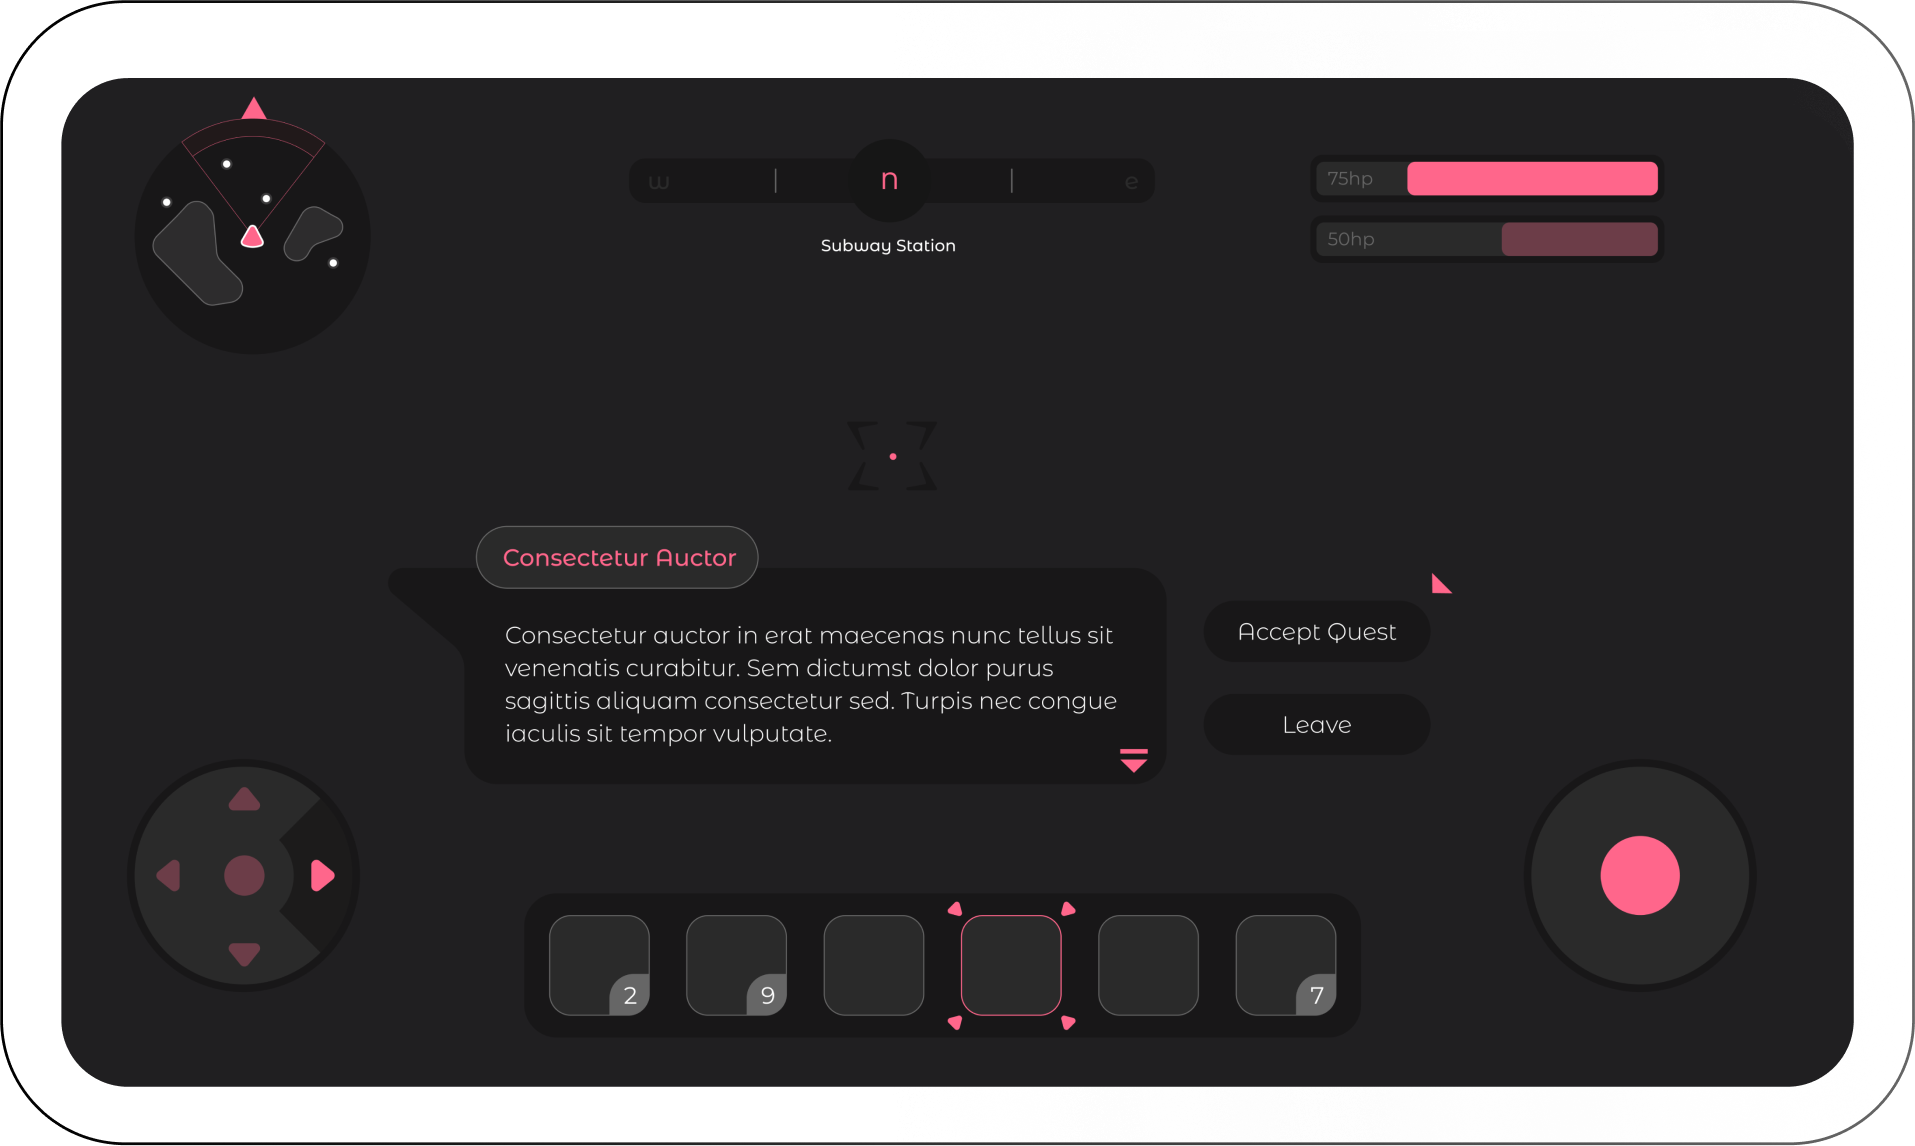 w
n
e
Subway Station
75hp
50hp
Consectetur Auctor
Consectetur auctor in erat maecenas nunc tellus sit
venenatis curabitur. Sem dictumst dolor purus
sagittis aliquam consectetur sed. Turpis nec congue
iaculis sit tempor vulputate.
Accept Quest
Leave
2
9
7